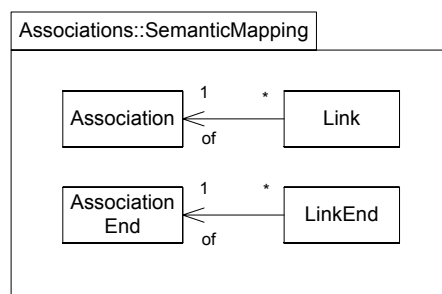 Associations::SemanticMapping
1
*
Association
Link
of
1
*
Association
End
LinkEnd
of